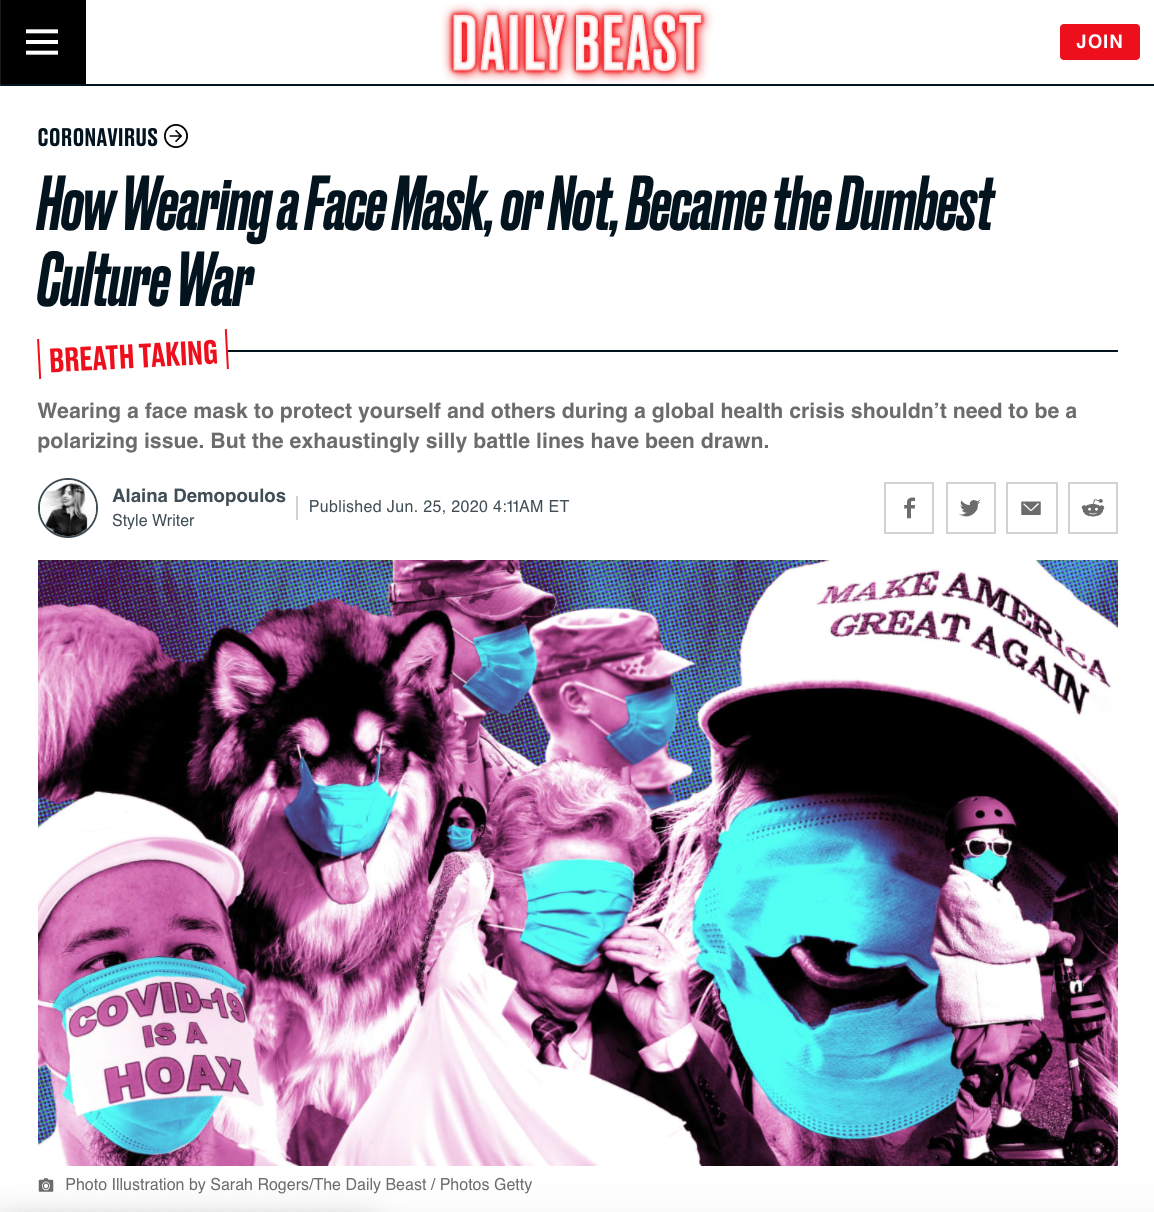 DAILY BEAST
JOIN
CORONAVIRUS
How Wearing a Face Mask, or Not, Became the Dumbest
Culture War
BREATH TAKING
Wearing a face mask to protect yourself and others during a global health crisis shouldn’t need to be a
polarizing issue. But the exhaustingly silly battle lines have been drawn.
Alaina Demopoulos
Style Writer
Published Jun. 25, 2020 4:11AM ET
MAKE AMERICA
GREAT AGAIN
COVID-19
IS A
HOAX
Photo Illustration by Sarah Rogers/The Daily Beast / Photos Getty